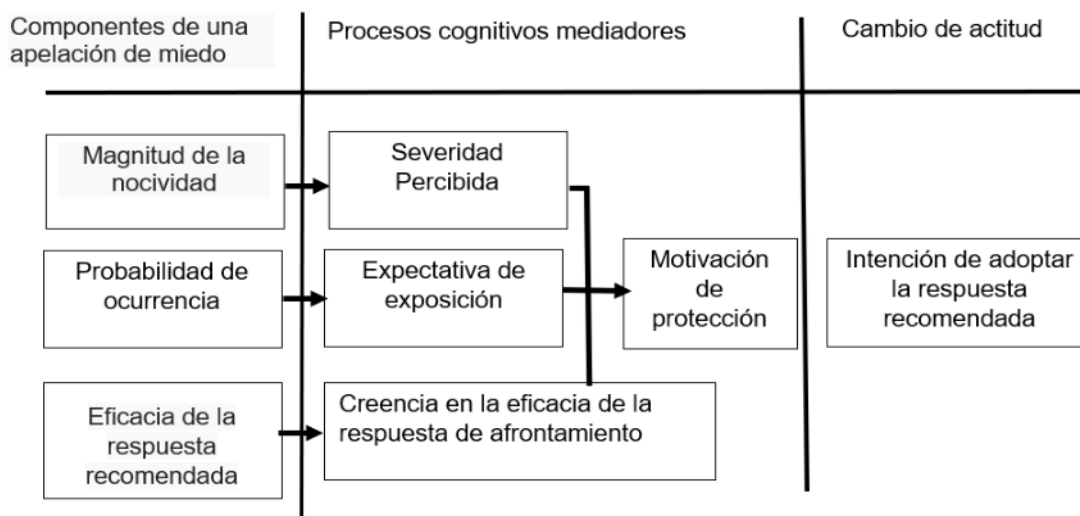 Componentes de una
apelación de miedo
Procesos cognitivos mediadores
Cambio de actitud
Magnitud de la
nocividad
Severidad
Percibida
Probabilidad de
ocurrencia
Expectativa de
exposición
Motivación
de
protección
Intención de adoptar
la respuesta
recomendada
Eficacia de la
respuesta
recomendada
Creencia en la eficacia de la
respuesta de afrontamiento